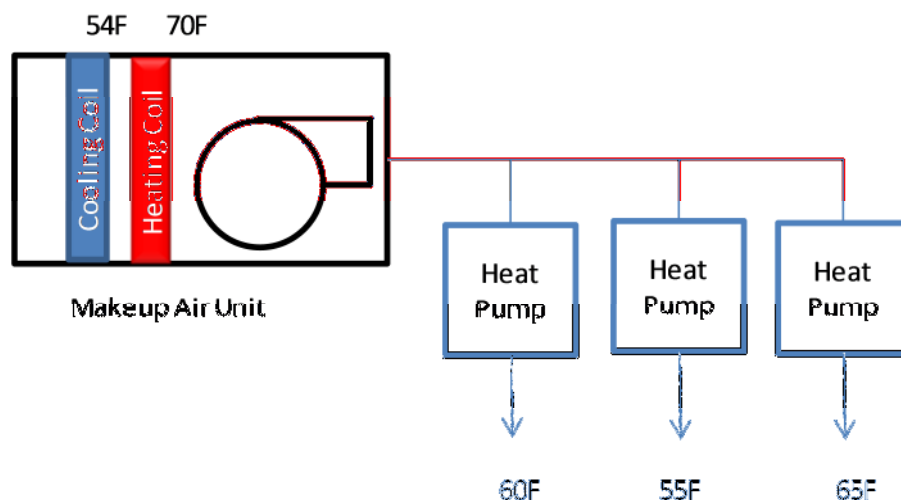 54F 70F
Cooling Coil
Heating Coil
Makeup Air Unit
Heat
Pump
Heat
Pump
Heat
Pump
60F 55F 65F